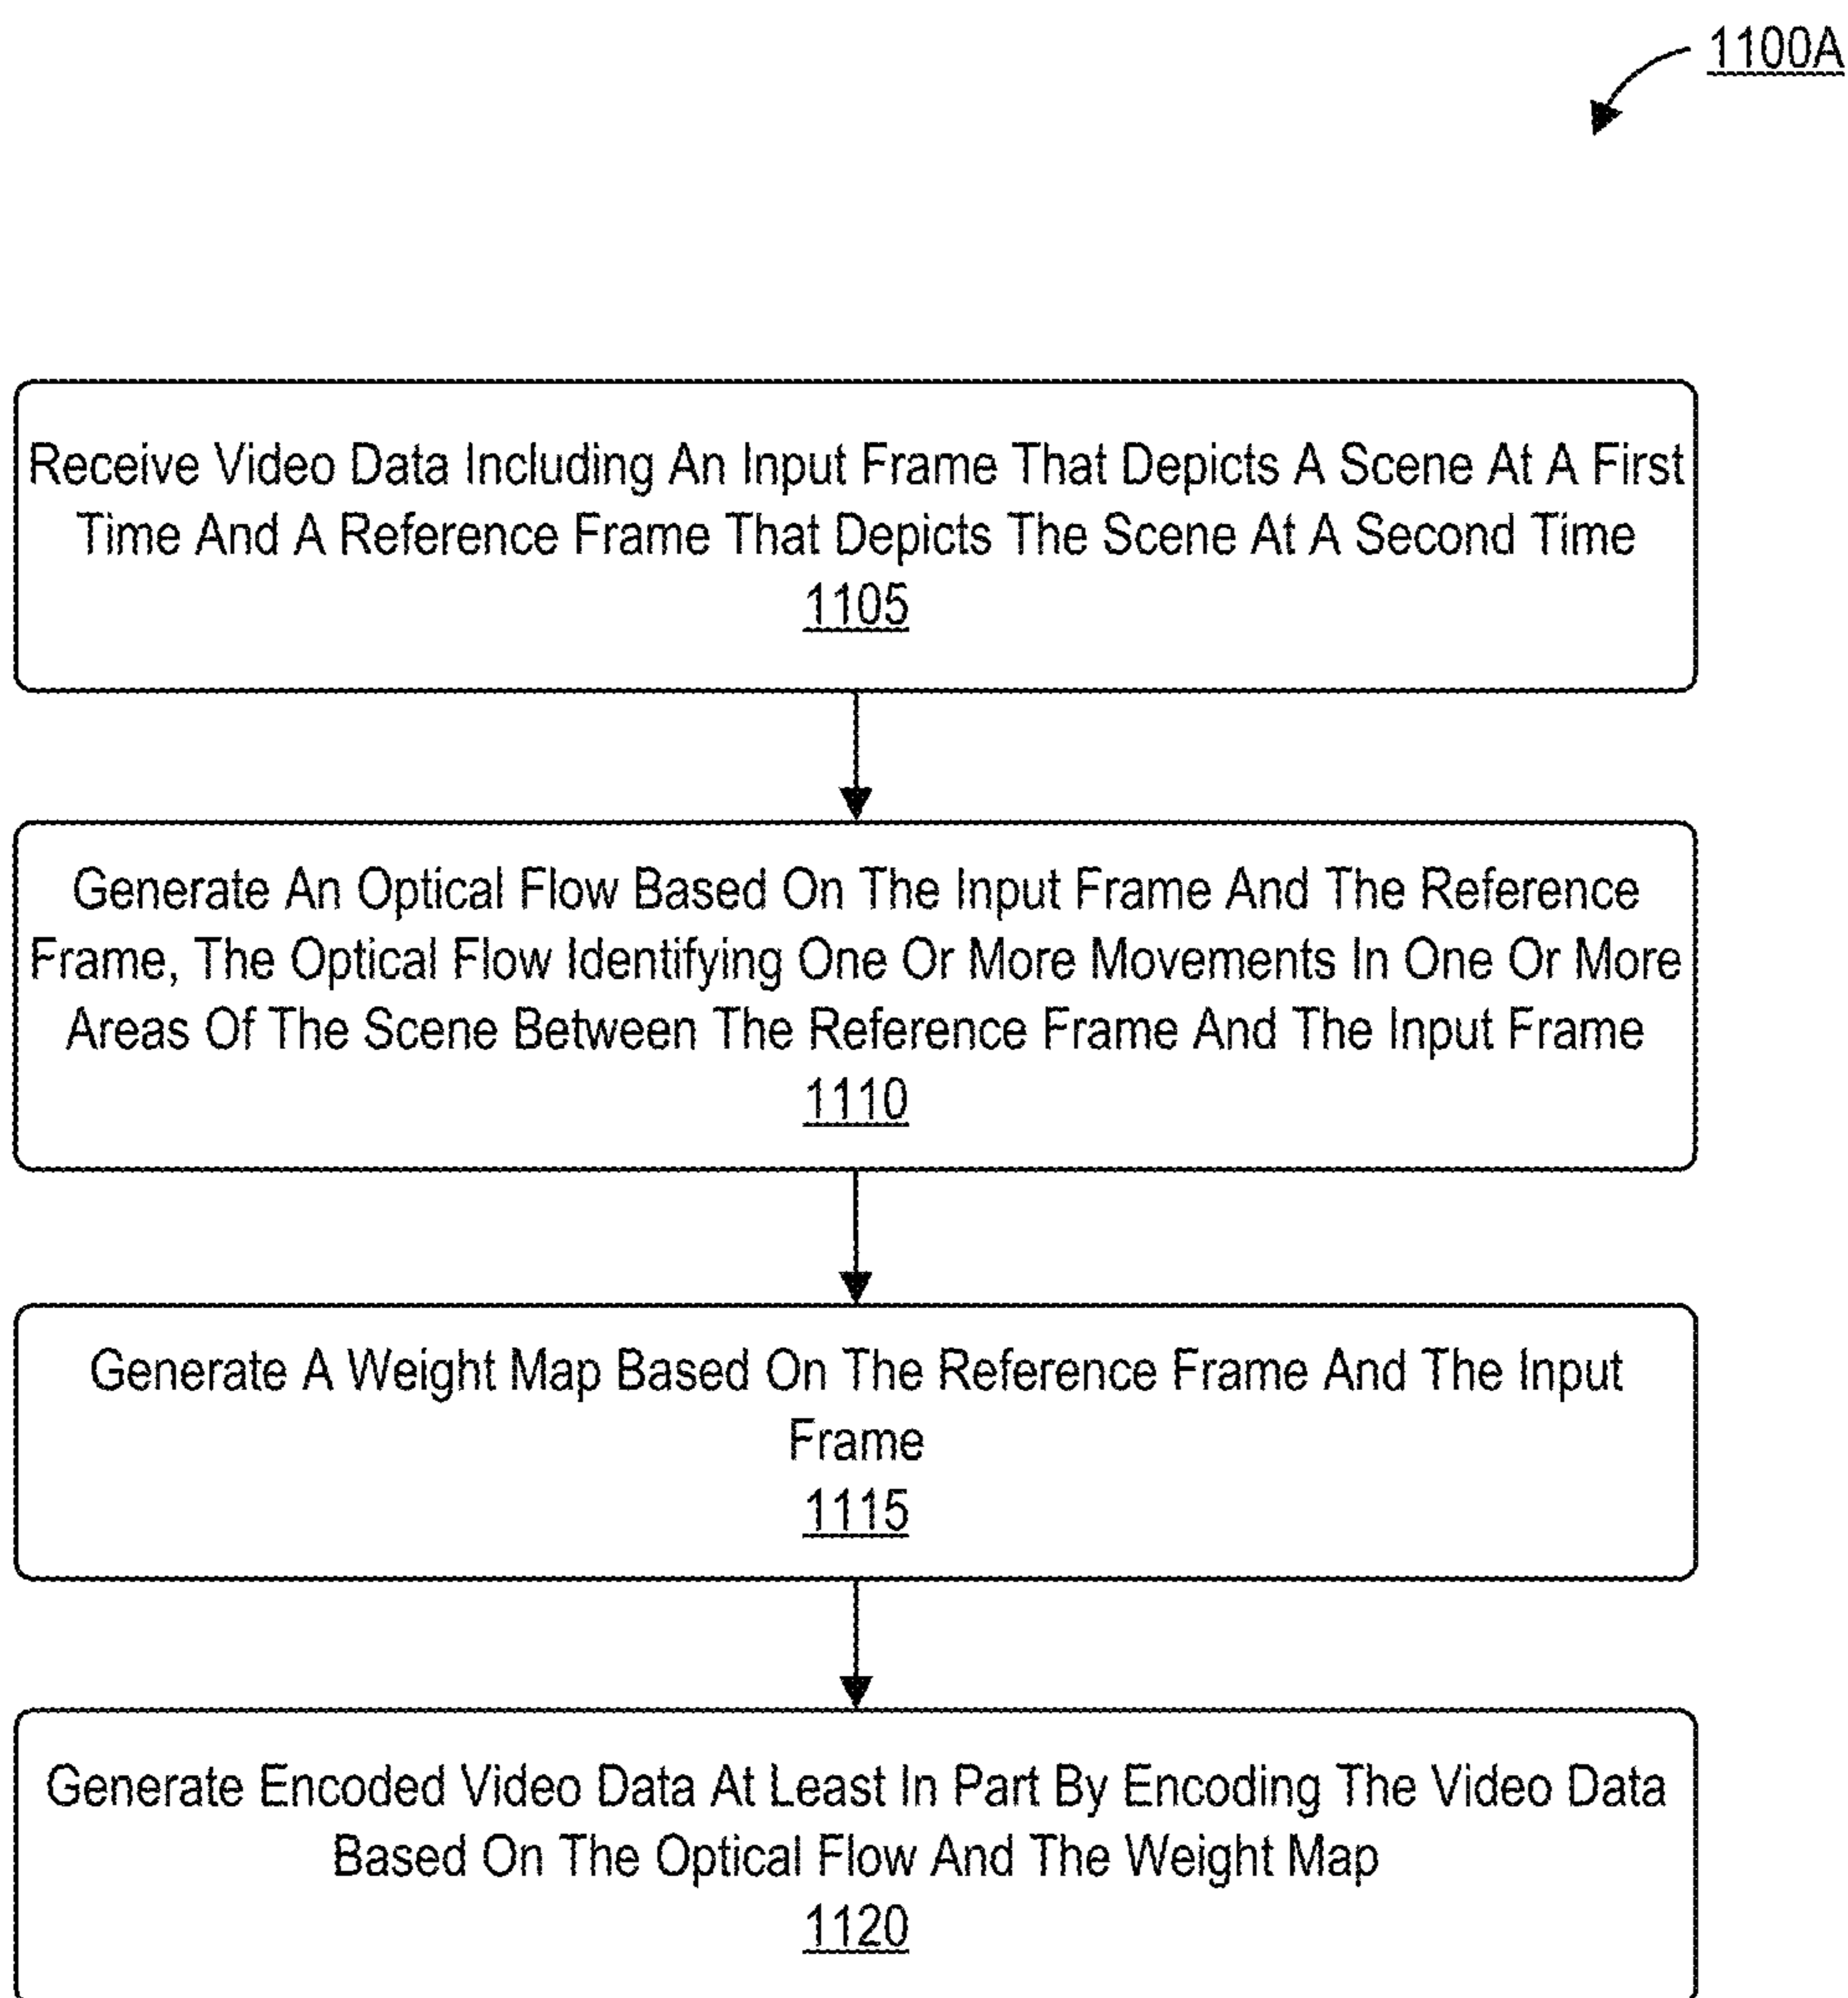 1100A
Receive Video Data Including An Input Frame That Depicts A Scene At A First
Time And A Reference Frame That Depicts The Scene At A Second Time
1105
Generate An Optical Flow Based On The Input Frame And The Reference
Frame, The Optical Flow Identifying One Or More Movements In One Or More
Areas Of The Scene Between The Reference Frame And The Input Frame
1110
Generate A Weight Map Based On The Reference Frame And The Input
Frame
1115
Generate Encoded Video Data At Least In Part By Encoding The Video Data
Based On The Optical Flow And The Weight Map
1120